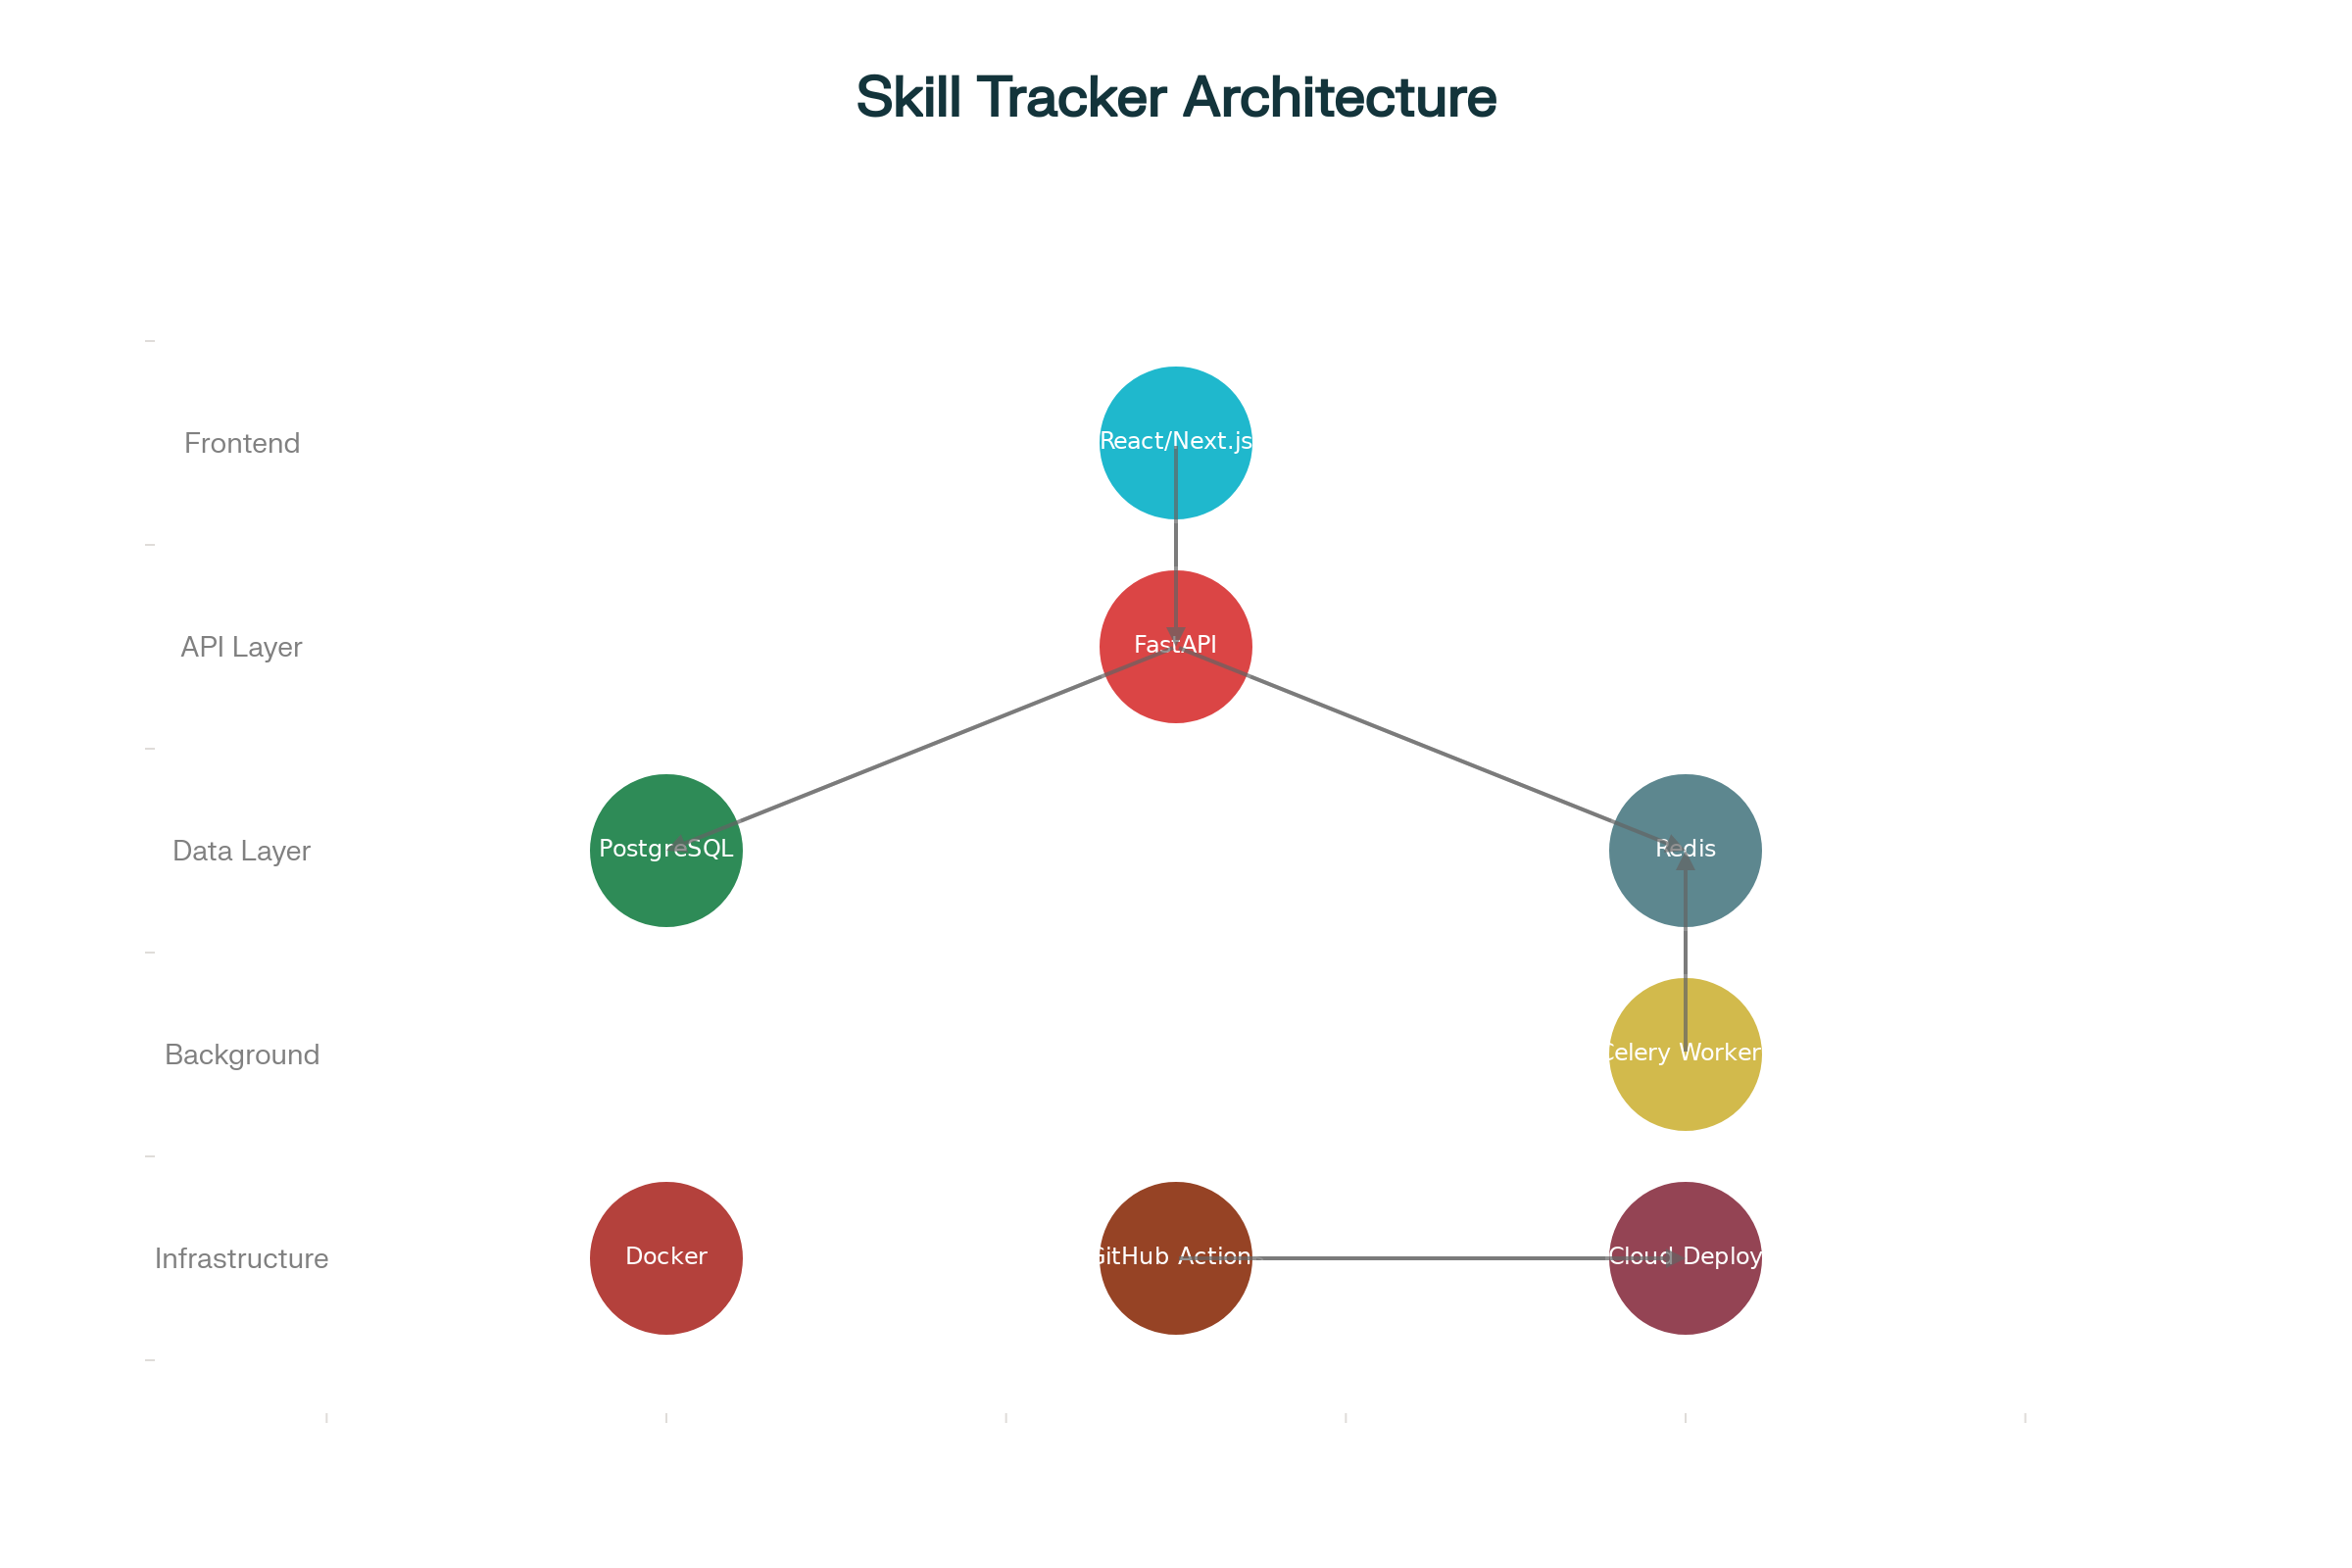 Skill Tracker Architecture
Frontend
React/Next.js
API Layer
FastAPI
Data Layer
PostgreSQL
Redis
Background
Celery Worker
Infrastructure
Docker
GitHub Action
Cloud Deploy